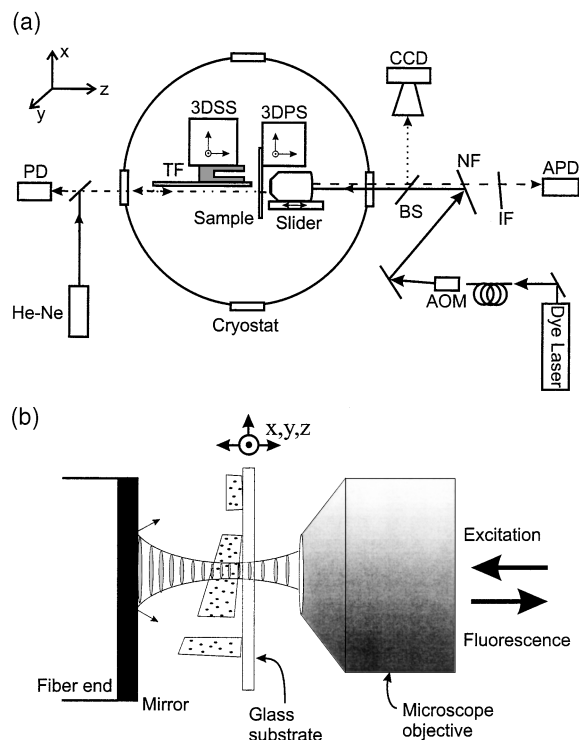 (a)
x
z
y
CCD
3DSS
3DPS
PD
TF
NF
APD
Sample
Slider
BS
IF
He-Ne
Cryostat
AOM
Dye Laser
(b)
x,y,z
Excitation
Fluorescence
Fiber end
Mirror
Glass
substrate
Microscope
objective